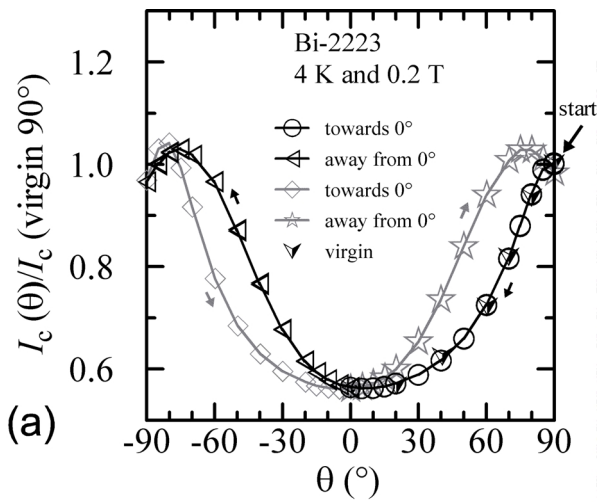 Bi-2223
4 K and 0.2 T
start
towards 0°
away from 0°
towards 0°
away from 0°
virgin
1.2
1.0
0.8
0.6
I_c (θ)/I_c (virgin 90°)
(a)
-90 -60 -30 0 30 60 90
θ (°)